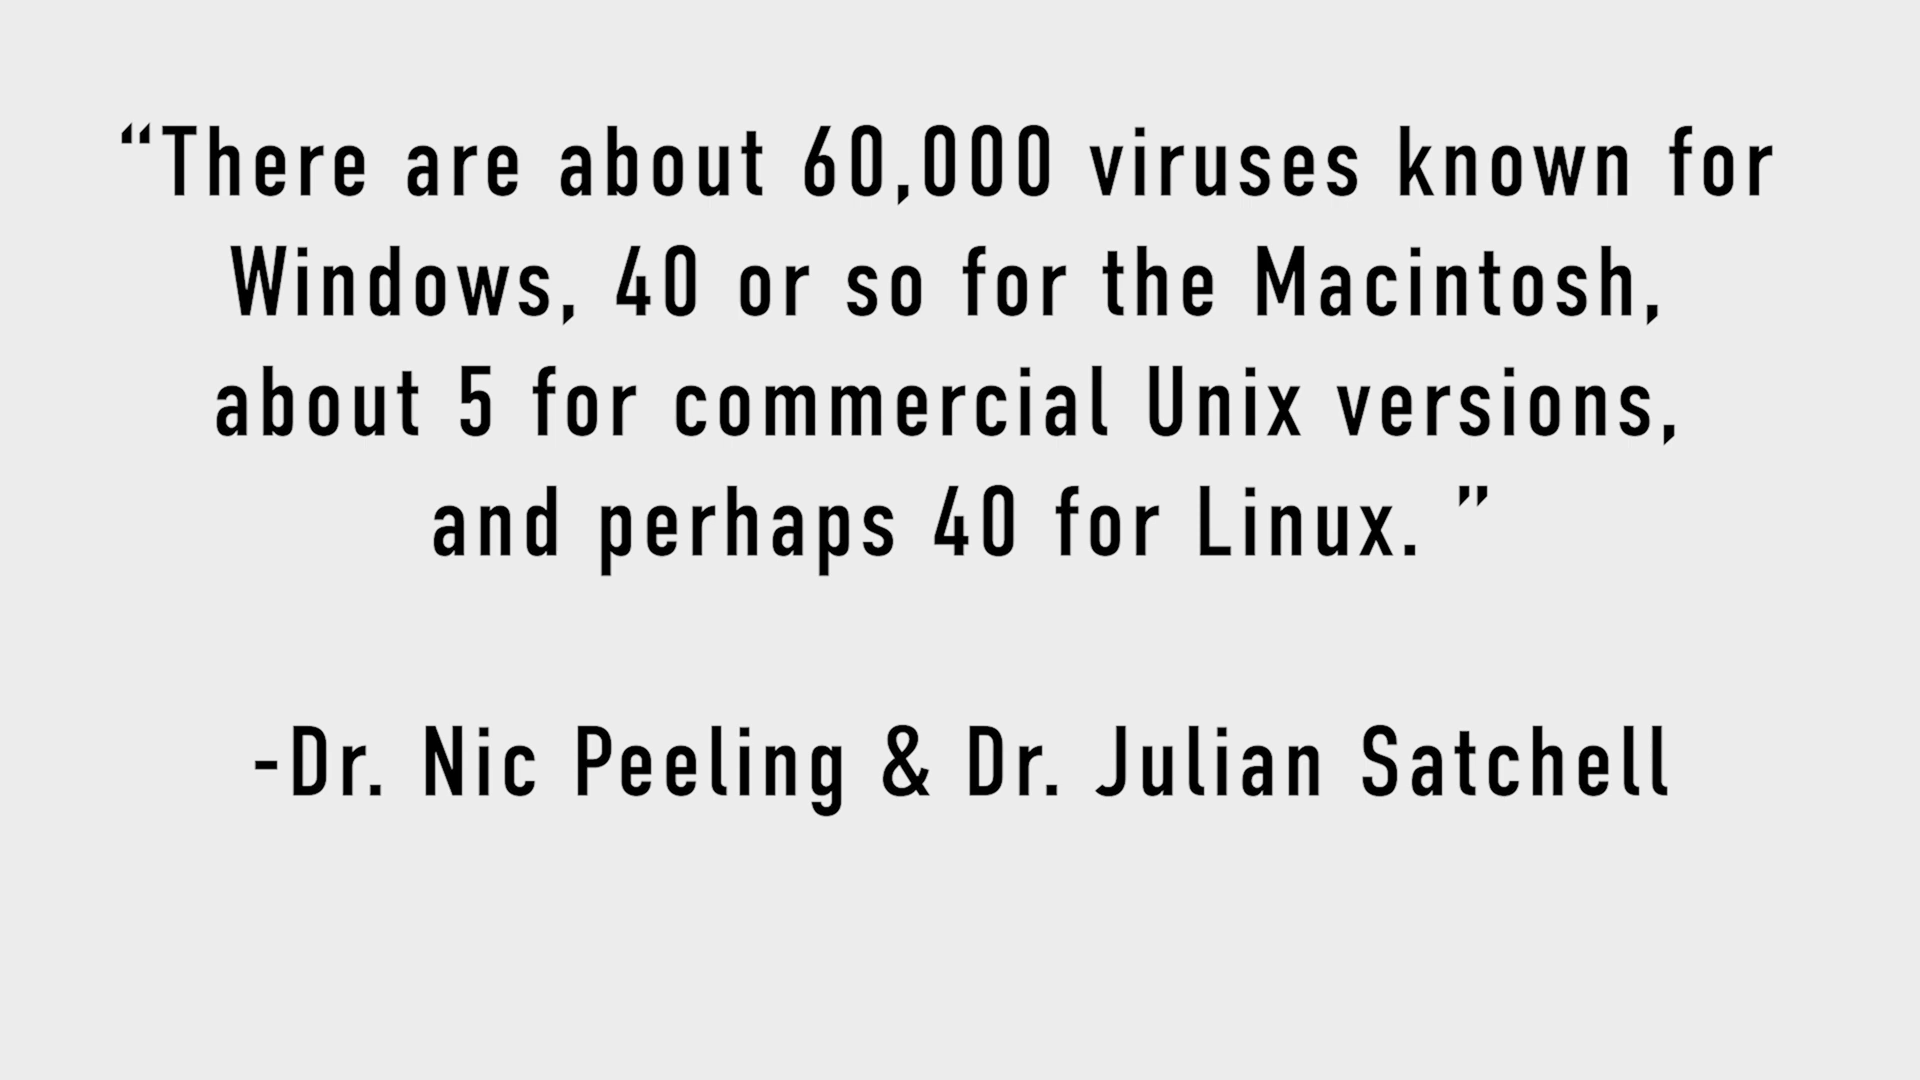 “There are about 60,000 viruses known for
Windows, 40 or so for the Macintosh,
about 5 for commercial Unix versions,
and perhaps 40 for Linux. ”
-Dr. Nic Peeling & Dr. Julian Satchell